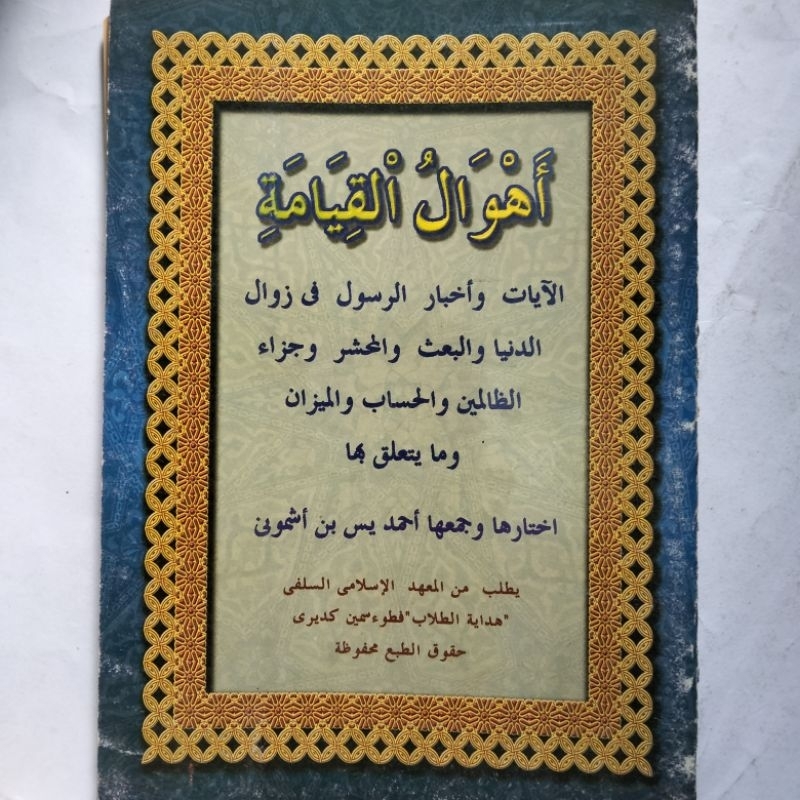 أَهْوَالُ الْقِيَامَةِ
الآيات وأخبار الرسول فى زوال
الدنيا والبعث والمحشر وجزاء
الظالمين والحساب والميزان
وما يتعلق بها
اختارها وجمعها أحمد يس بن أشمونى
يطلب من المعهد الإسلامى السلفى
"هداية الطلاب" فطوءسمين كديرى
حقوق الطبع محفوظة